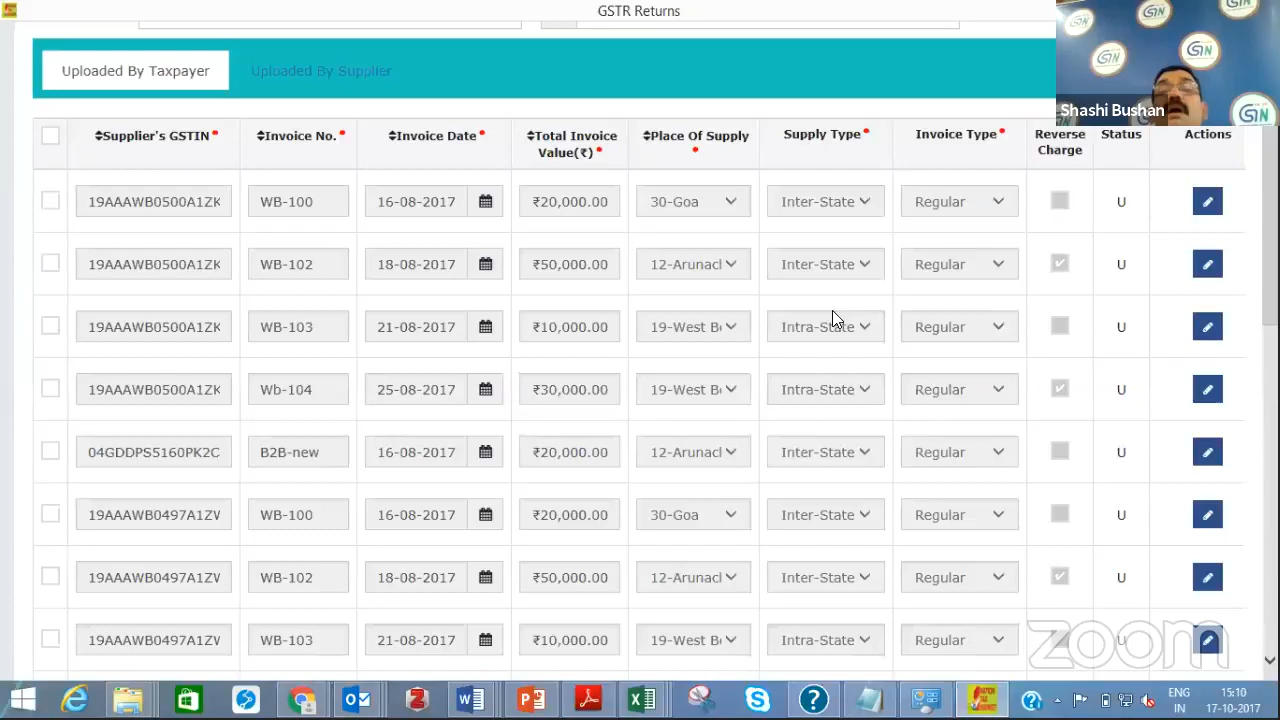 GSTR Returns
Uploaded By Taxpayer Uploaded By Supplier
Shashi Bushan
Supplier's GSTIN Invoice No. Invoice Date Total Invoice Value(₹) Place Of Supply Supply Type Invoice Type Reverse Charge Status Actions
19AAAWB0500A1ZK WB-100 16-08-2017 ₹20,000.00 30-Goa Inter-State Regular U
19AAAWB0500A1ZK WB-102 18-08-2017 ₹50,000.00 12-Arunacl Inter-State Regular U
19AAAWB0500A1ZK WB-103 21-08-2017 ₹10,000.00 19-West Be Intra-State Regular U
19AAAWB0500A1ZK Wb-104 25-08-2017 ₹30,000.00 19-West Be Intra-State Regular U
04GDDPS5160PK2C B2B-new 16-08-2017 ₹20,000.00 12-Arunacl Inter-State Regular U
19AAAWB0497A1ZW WB-100 16-08-2017 ₹20,000.00 30-Goa Inter-State Regular U
19AAAWB0497A1ZW WB-102 18-08-2017 ₹50,000.00 12-Arunacl Inter-State Regular U
19AAAWB0497A1ZW WB-103 21-08-2017 ₹10,000.00 19-West Be Intra-State Regular U
zoom
ENG 15:10
IN 17-10-2017